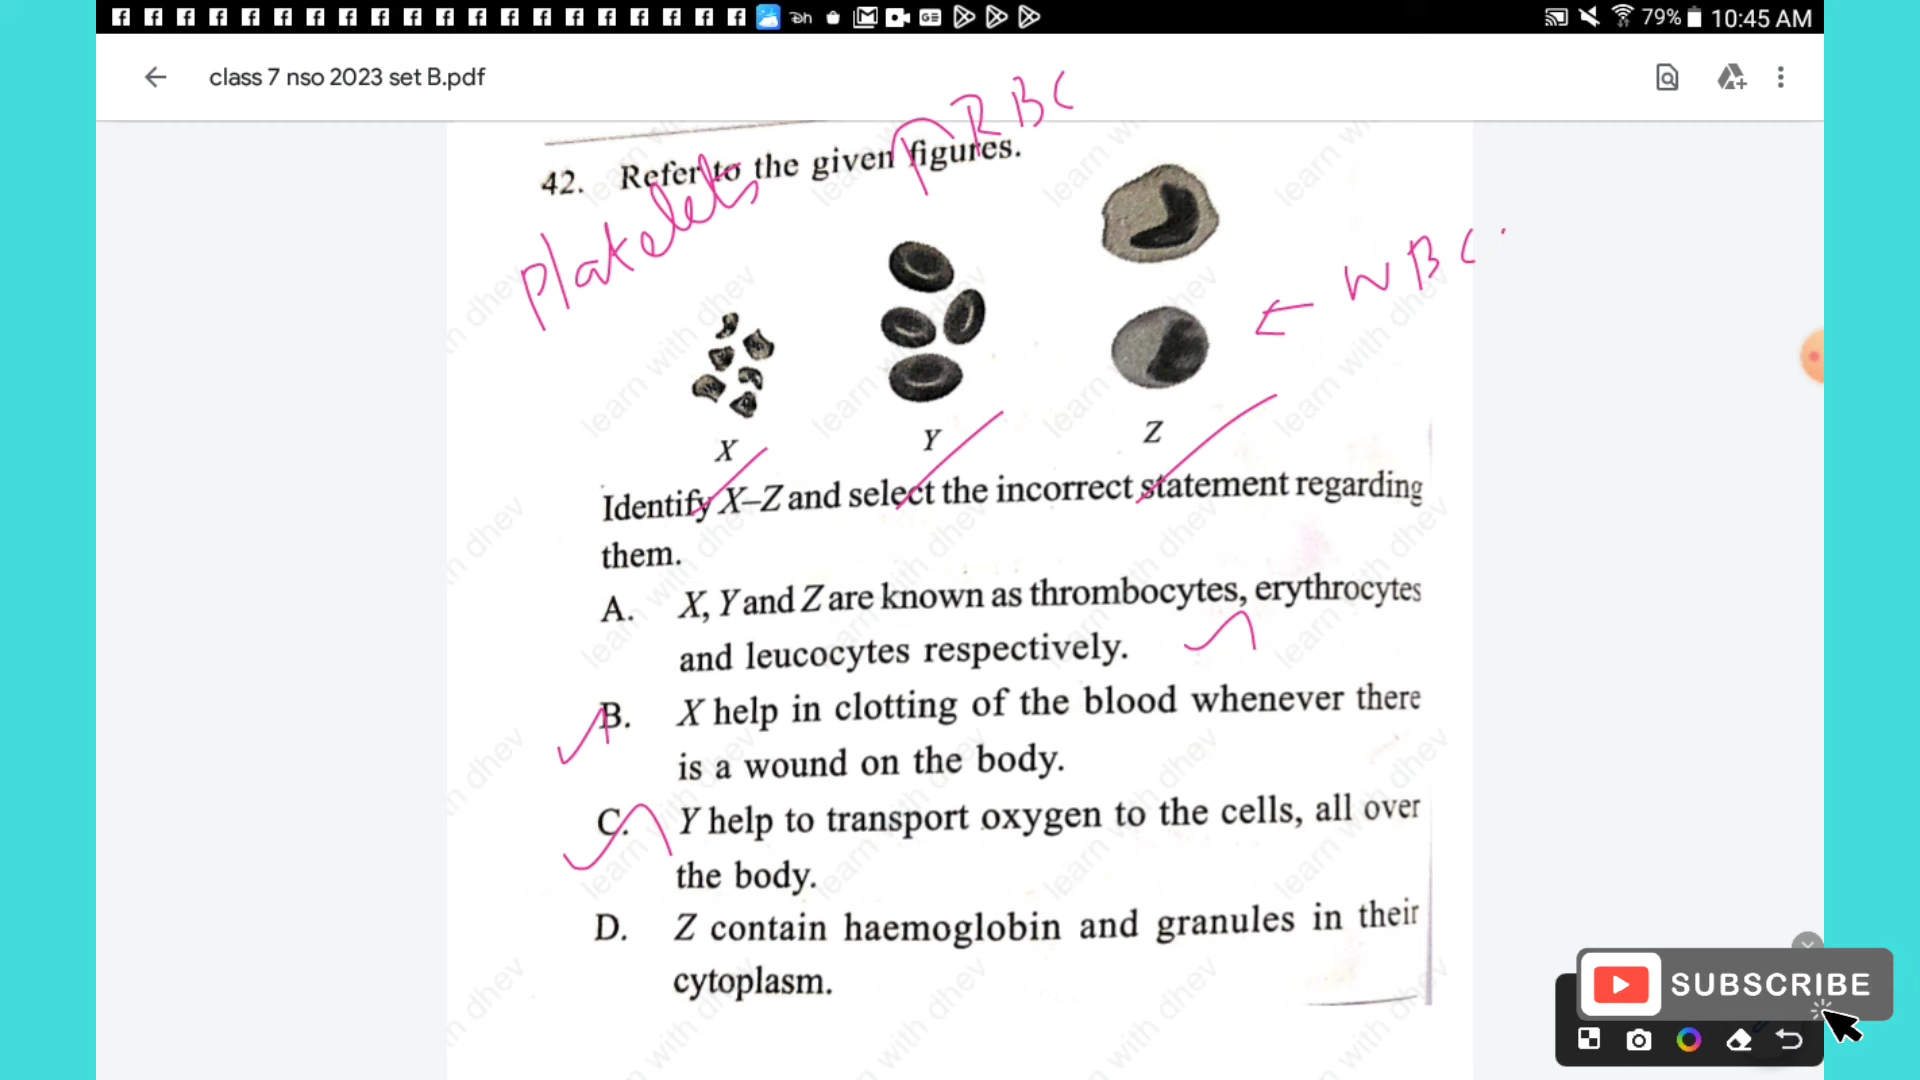 79% 10:45 AM
class 7 nso 2023 set B.pdf
RBC
42. Refer to the given figures.
Platelets
WBC.
X
Y
Z
Identify X–Z and select the incorrect statement regarding
them.
A. X, Y and Z are known as thrombocytes, erythrocytes
and leucocytes respectively.
B. X help in clotting of the blood whenever there
is a wound on the body.
C. Y help to transport oxygen to the cells, all over
the body.
D. Z contain haemoglobin and granules in their
cytoplasm.
SUBSCRIBE
learn with dhev